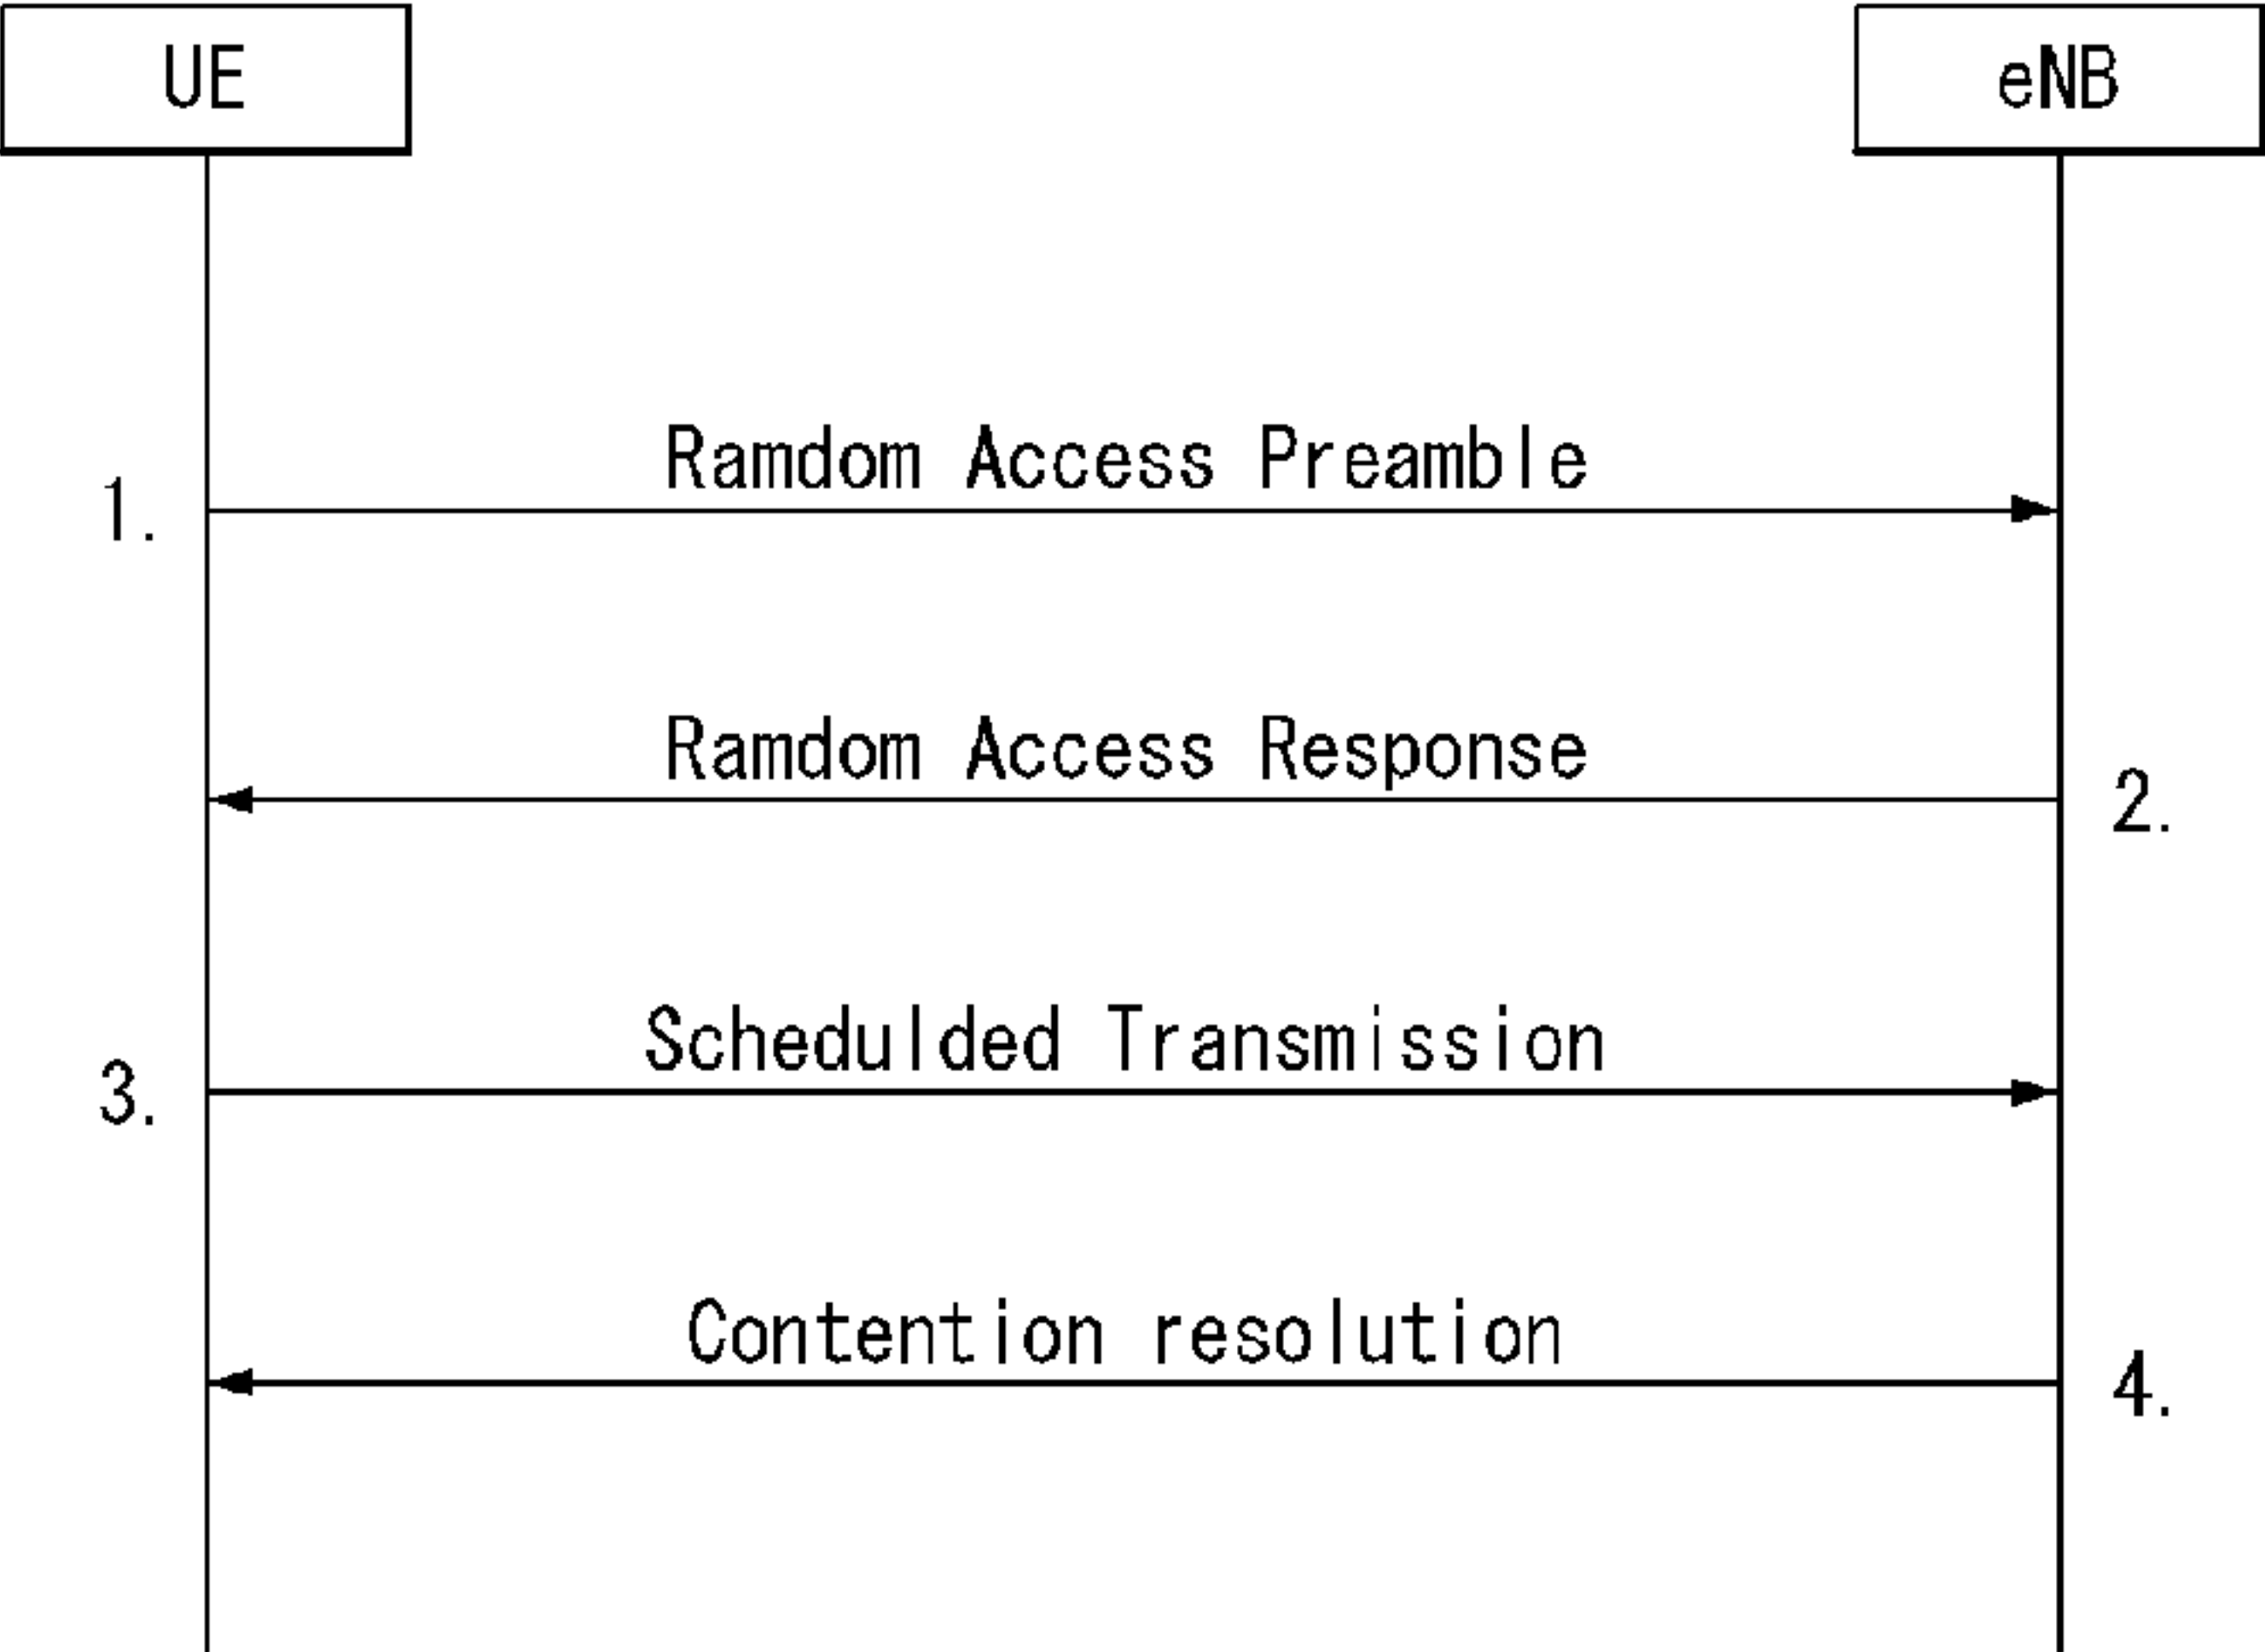 UE
eNB
Ramdom Access Preamble
1.
Ramdom Access Response
2.
Schedulded Transmission
3.
Contention resolution
4.